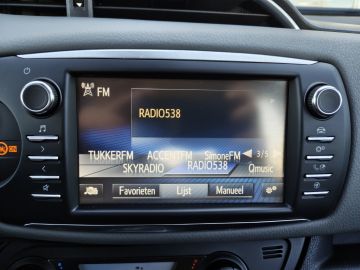 FM
RADIO538
TUKKERFM ACCENTFM SimoneFM 3/5
SKYRADIO RADIO538 Qmusic
Favorieten Lijst Manueel